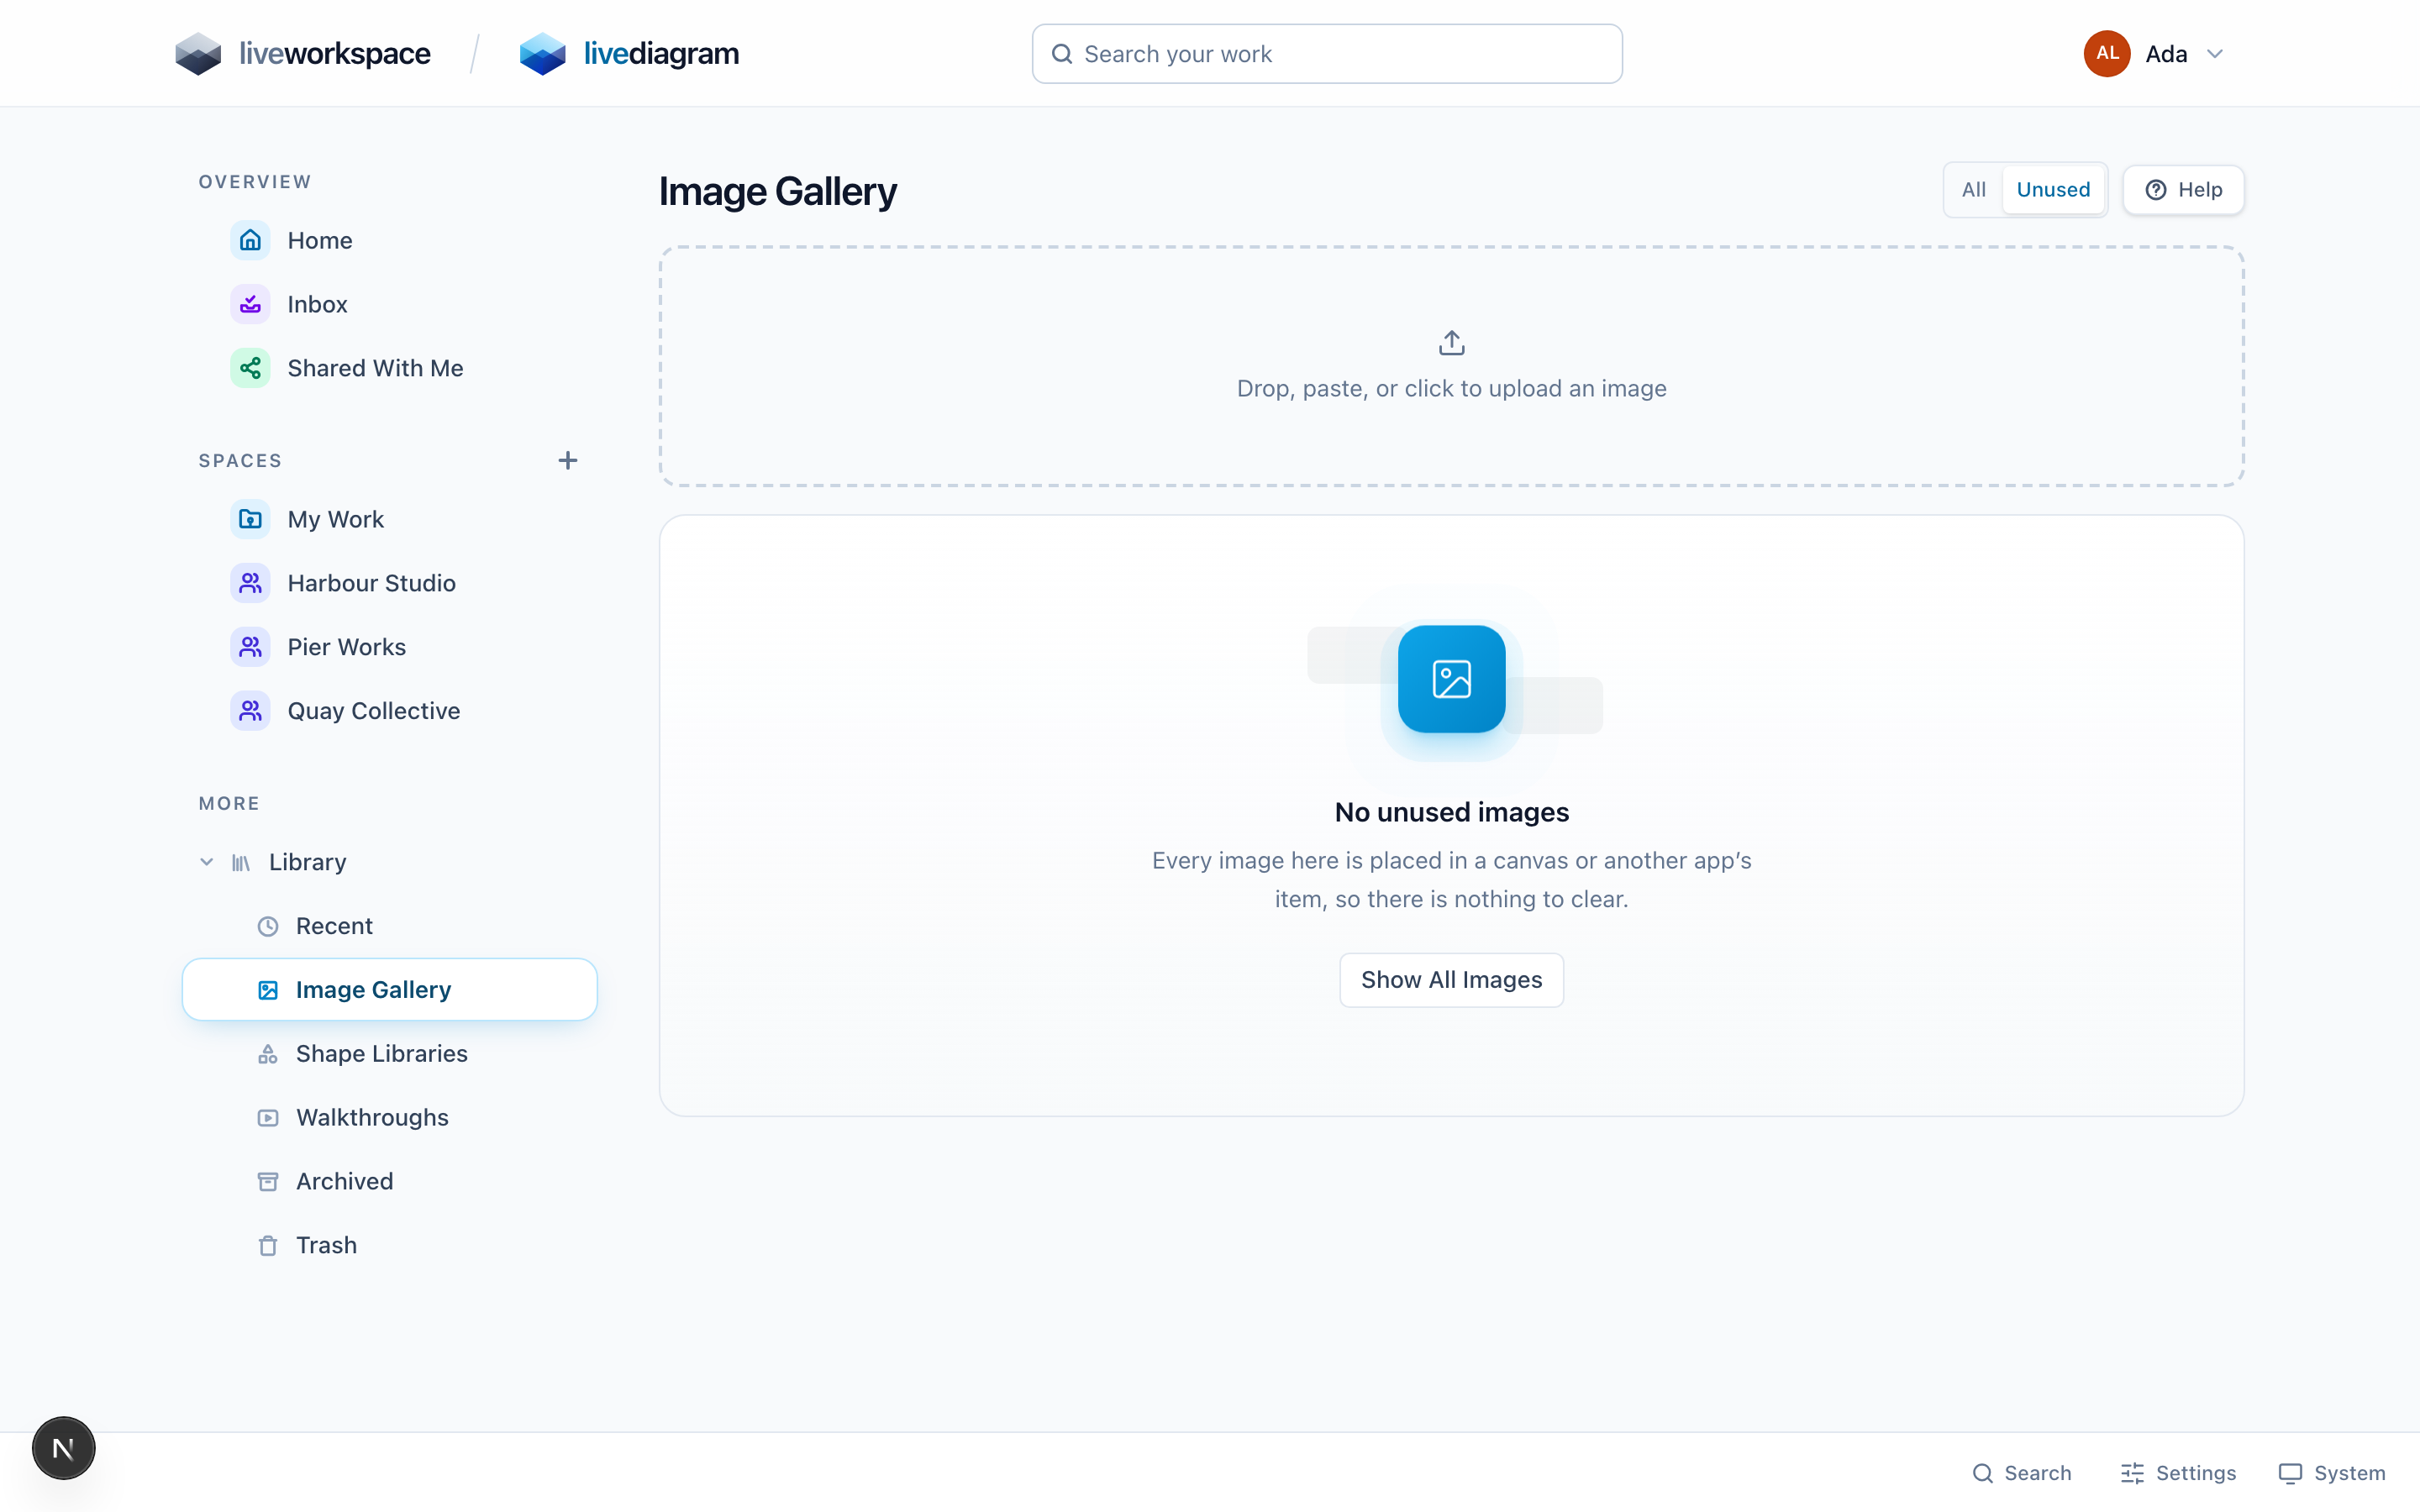 liveworkspace / livediagram
Search your work
AL Ada
OVERVIEW
Home
Inbox
Shared With Me
SPACES
My Work
Harbour Studio
Pier Works
Quay Collective
MORE
Library
Recent
Image Gallery
Shape Libraries
Walkthroughs
Archived
Trash
Image Gallery
All Unused Help
Drop, paste, or click to upload an image
No unused images
Every image here is placed in a canvas or another app’s
item, so there is nothing to clear.
Show All Images
N
Search Settings System